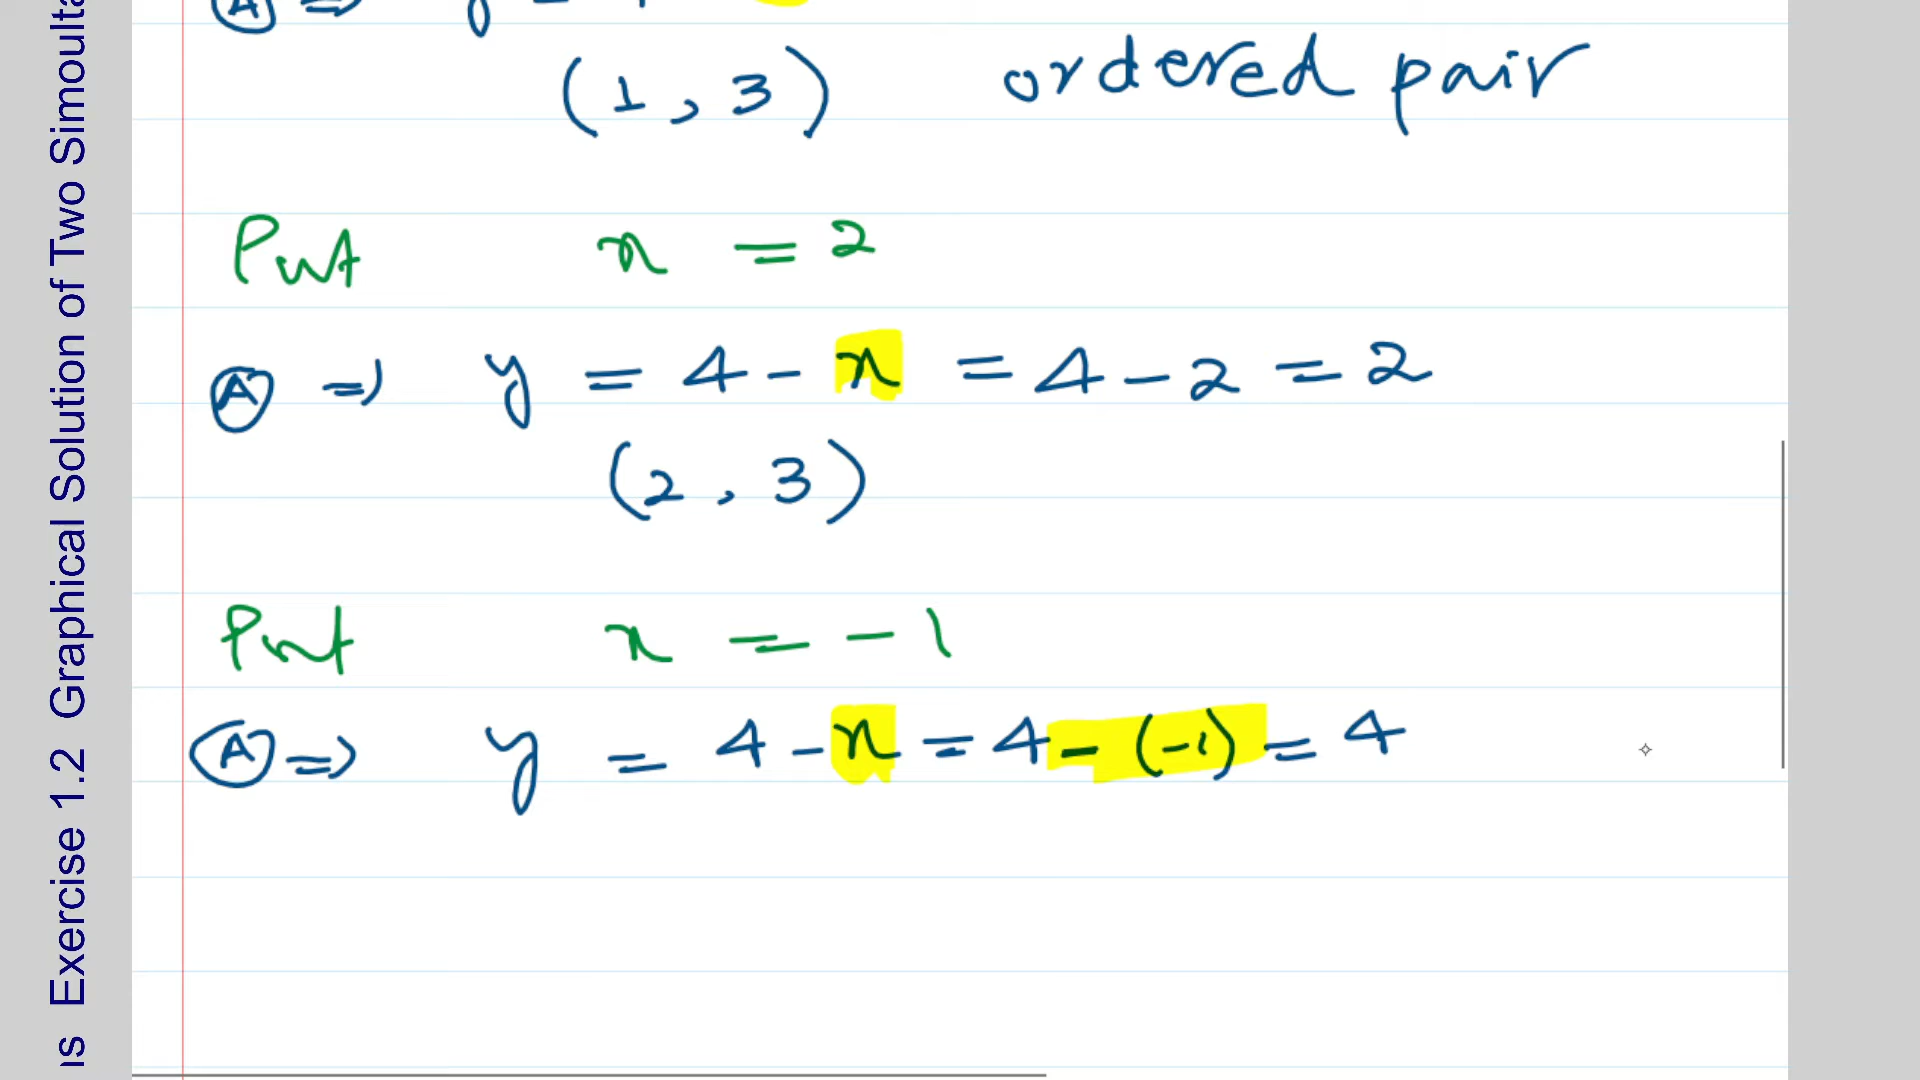 (1, 3) ordered pair
Put x = 2
Ⓐ ⇒ y = 4 - x = 4 - 2 = 2
(2, 3)
Put x = -1
Ⓐ ⇒ y = 4 - x = 4 - (-1) = 4
Exercise 1.2 Graphical Solution of Two Simoulta